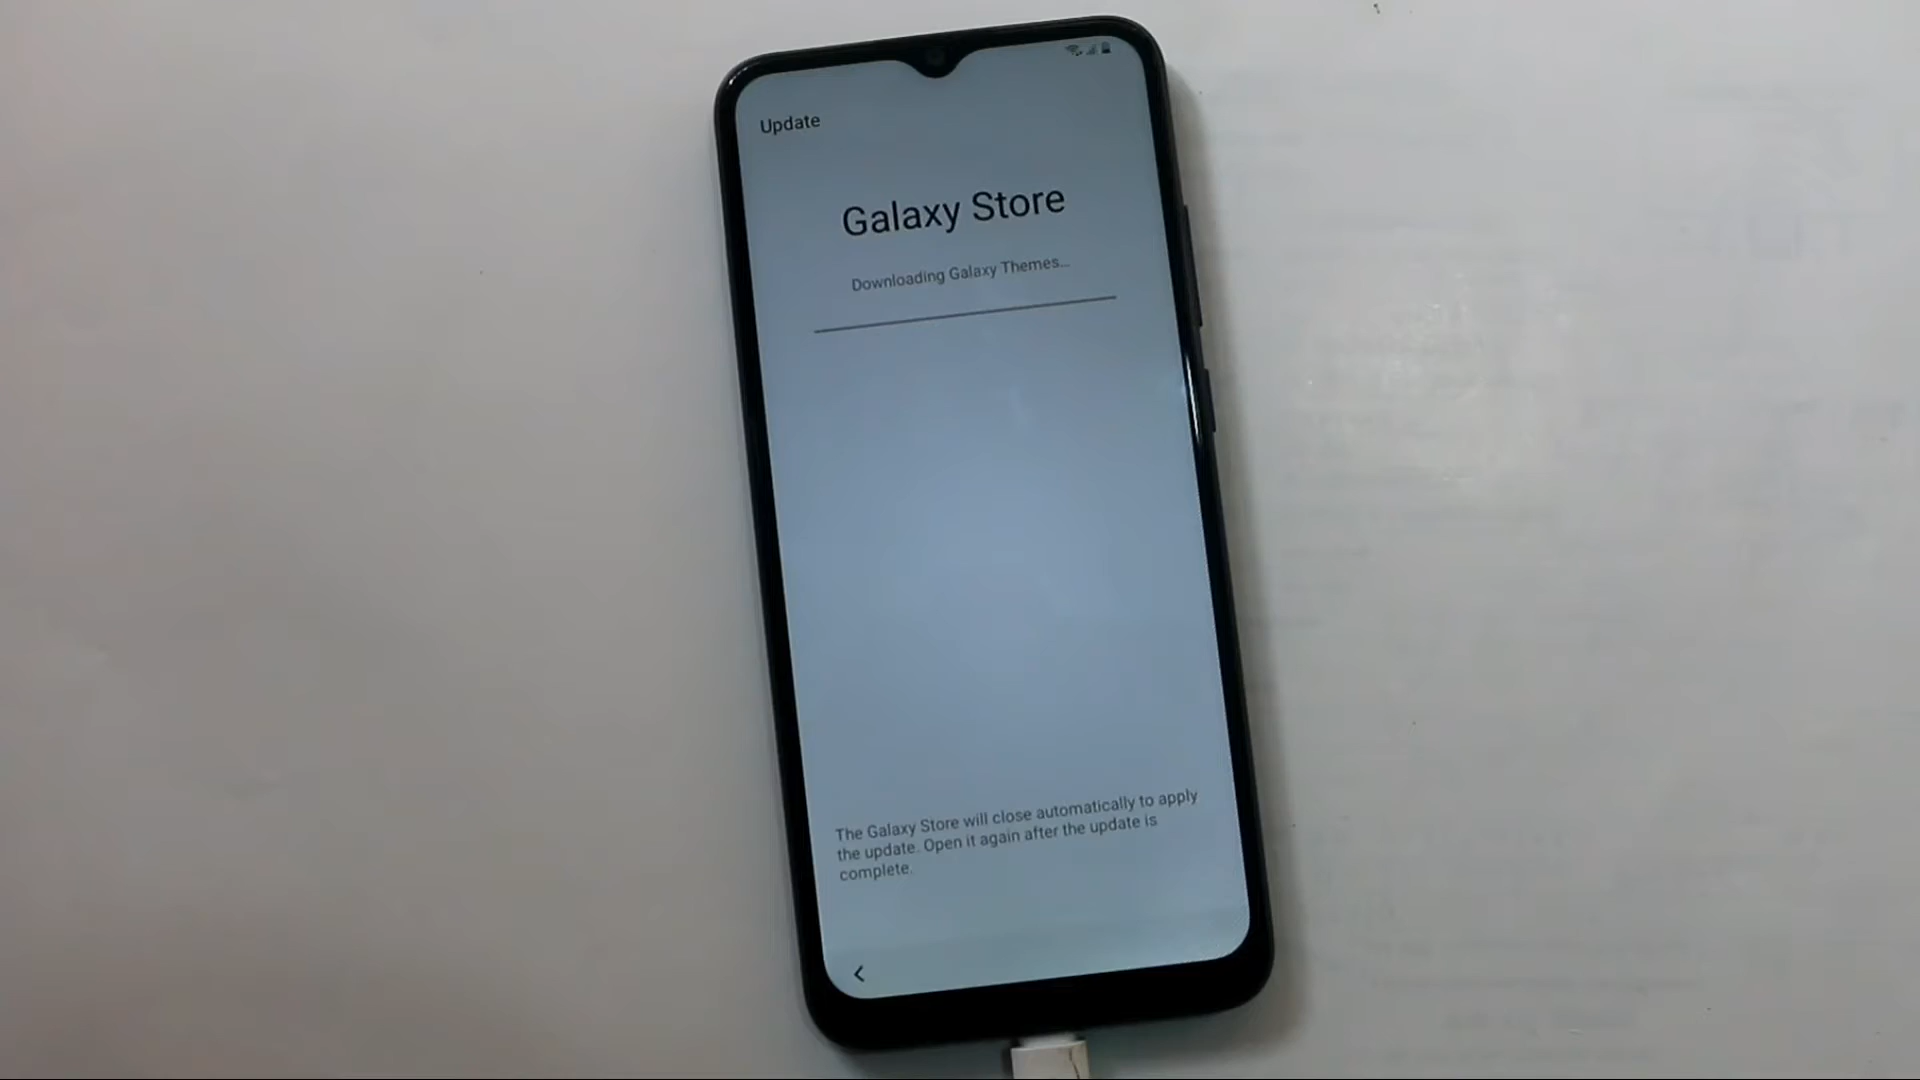 Update
Galaxy Store
Downloading Galaxy Themes...
The Galaxy Store will close automatically to apply
the update. Open it again after the update is
complete.